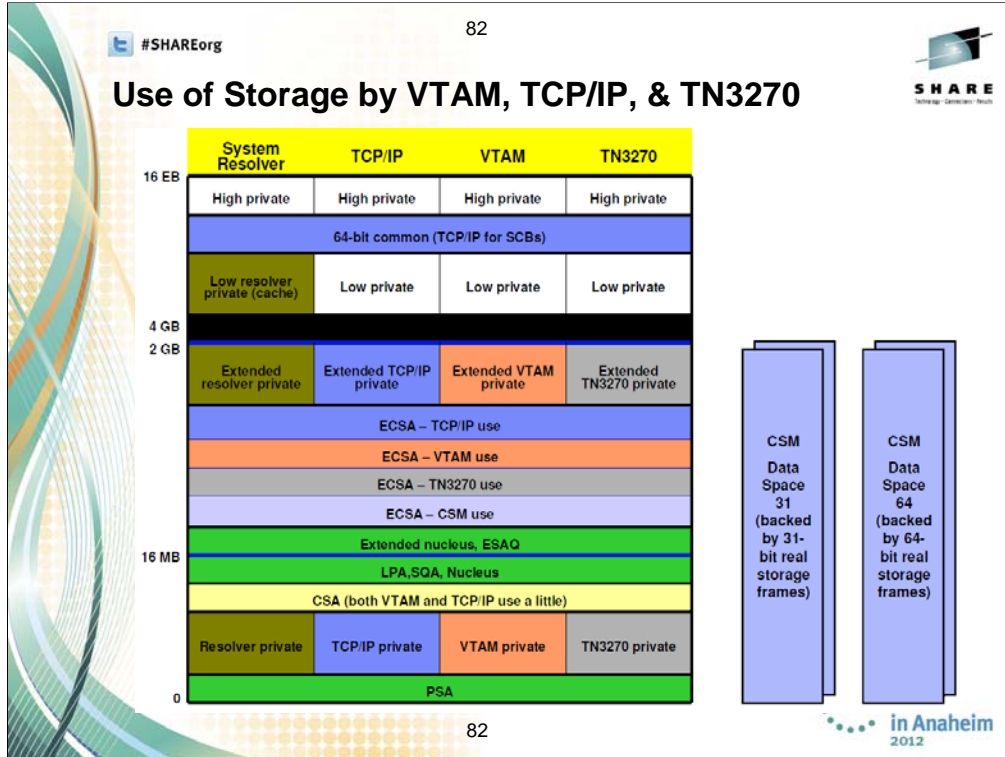 82
#SHAREorg
SHARE
Technology · Connections · Results
Use of Storage by VTAM, TCP/IP, & TN3270
System
Resolver
TCP/IP
VTAM
TN3270
16 EB
High private
High private
High private
High private
64-bit common (TCP/IP for SCBs)
Low resolver
private (cache)
Low private
Low private
Low private
4 GB
2 GB
Extended
resolver private
Extended TCP/IP
private
Extended VTAM
private
Extended
TN3270 private
ECSA – TCP/IP use
ECSA – VTAM use
ECSA – TN3270 use
ECSA – CSM use
Extended nucleus, ESAQ
16 MB
LPA,SQA, Nucleus
CSA (both VTAM and TCP/IP use a little)
Resolver private
TCP/IP private
VTAM private
TN3270 private
0
PSA
CSM
Data
Space
31
(backed
by 31-
bit real
storage
frames)
CSM
Data
Space
64
(backed
by 64-
bit real
storage
frames)
82
in Anaheim
2012